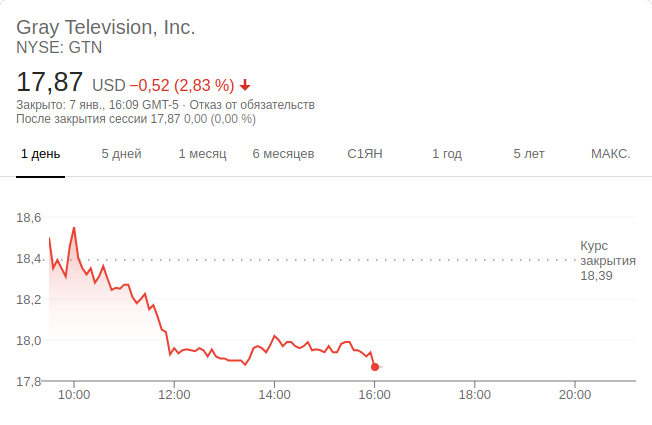 Gray Television, Inc.
NYSE: GTN
17,87 USD −0,52 (2,83 %)
Закрыто: 7 янв., 16:09 GMT-5 · Отказ от обязательств
После закрытия сессии 17,87 0,00 (0,00 %)
1 день 5 дней 1 месяц 6 месяцев С1ЯН 1 год 5 лет МАКС.
18,6
18,4
Курс
закрытия
18,39
18,2
18,0
17,8
10:00 12:00 14:00 16:00 18:00 20:00